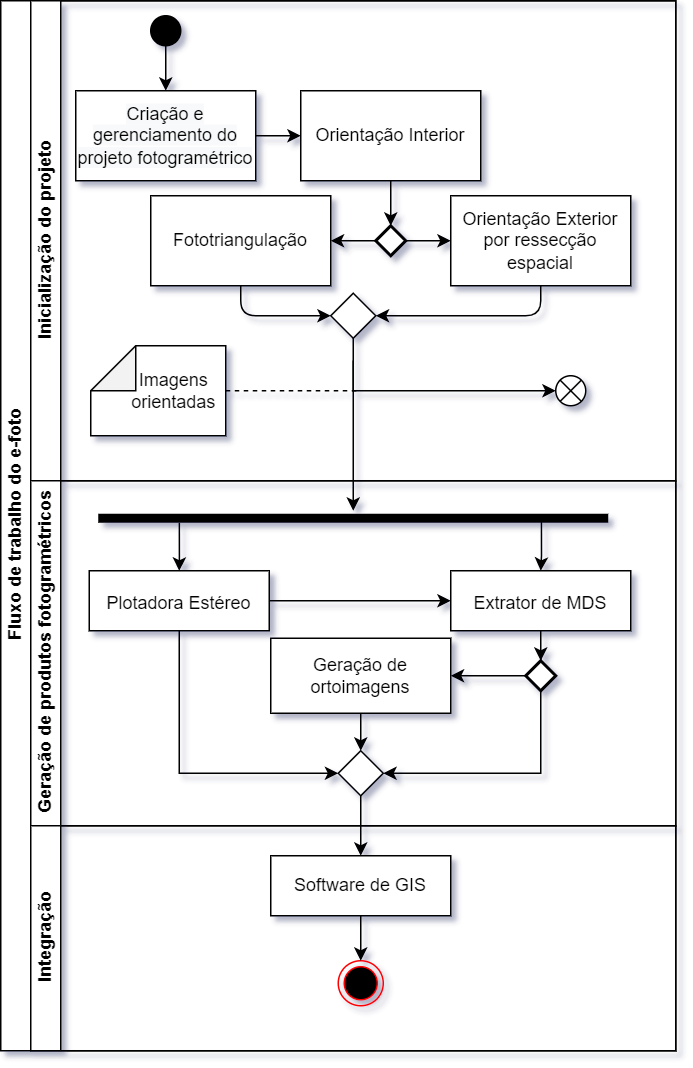 Fluxo de trabalho do e-foto
Inicialização do projeto
Criação e
gerenciamento do
projeto fotogramétrico
Orientação Interior
Fototriangulação
Orientação Exterior
por ressecção
espacial
Imagens
orientadas
Geração de produtos fotogramétricos
Plotadora Estéreo
Extrator de MDS
Geração de
ortoimagens
Integração
Software de GIS